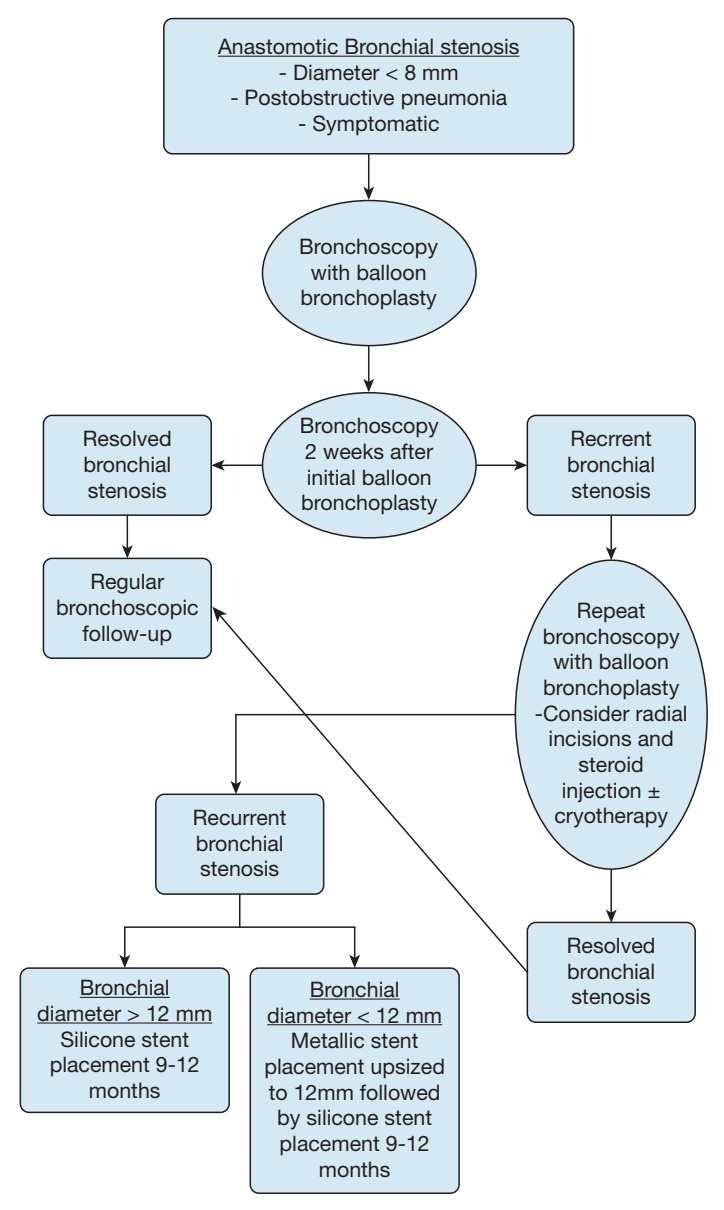 Anastomotic Bronchial stenosis
- Diameter < 8 mm
- Postobstructive pneumonia
- Symptomatic
Bronchoscopy
with balloon
bronchoplasty
Bronchoscopy
2 weeks after
initial balloon
bronchoplasty
Resolved
bronchial
stenosis
Recrrent
bronchial
stenosis
Regular
bronchoscopic
follow-up
Repeat
bronchoscopy
with balloon
bronchoplasty
-Consider radial
incisions and
steroid
injection ±
cryotherapy
Recurrent
bronchial
stenosis
Resolved
bronchial
stenosis
Bronchial
diameter > 12 mm
Silicone stent
placement 9-12
months
Bronchial
diameter < 12 mm
Metallic stent
placement upsized
to 12mm followed
by silicone stent
placement 9-12
months